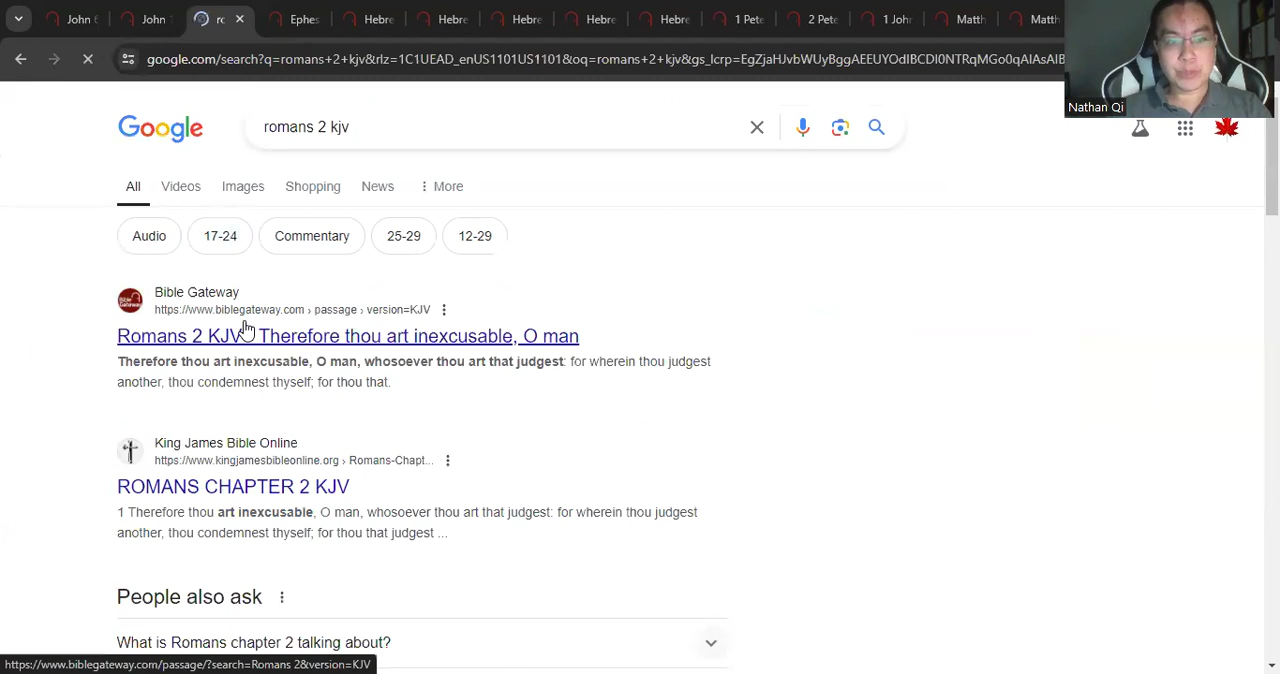 John 6
John 1
ro
Ephes
Hebre
Hebre
Hebre
Hebre
Hebre
1 Pete
2 Pete
1 John
Matth
Matth
google.com/search?q=romans+2+kjv&rlz=1C1UEAD_enUS1101US1101&oq=romans+2+kjv&gs_lcrp=EgZjaHJvbWUyBggAEEUYOdIBCDI0NTRqMGo0qAIAsAIB
Nathan Qi
Google
romans 2 kjv
All
Videos
Images
Shopping
News
More
Audio
17-24
Commentary
25-29
12-29
Bible Gateway
https://www.biblegateway.com › passage › version=KJV
Romans 2 KJV Therefore thou art inexcusable, O man
Therefore thou art inexcusable, O man, whosoever thou art that judgest: for wherein thou judgest
another, thou condemnest thyself; for thou that.
King James Bible Online
https://www.kingjamesbibleonline.org › Romans-Chapt...
ROMANS CHAPTER 2 KJV
1 Therefore thou art inexcusable, O man, whosoever thou art that judgest: for wherein thou judgest
another, thou condemnest thyself; for thou that judgest ...
People also ask
What is Romans chapter 2 talking about?
https://www.biblegateway.com/passage/?search=Romans 2&version=KJV